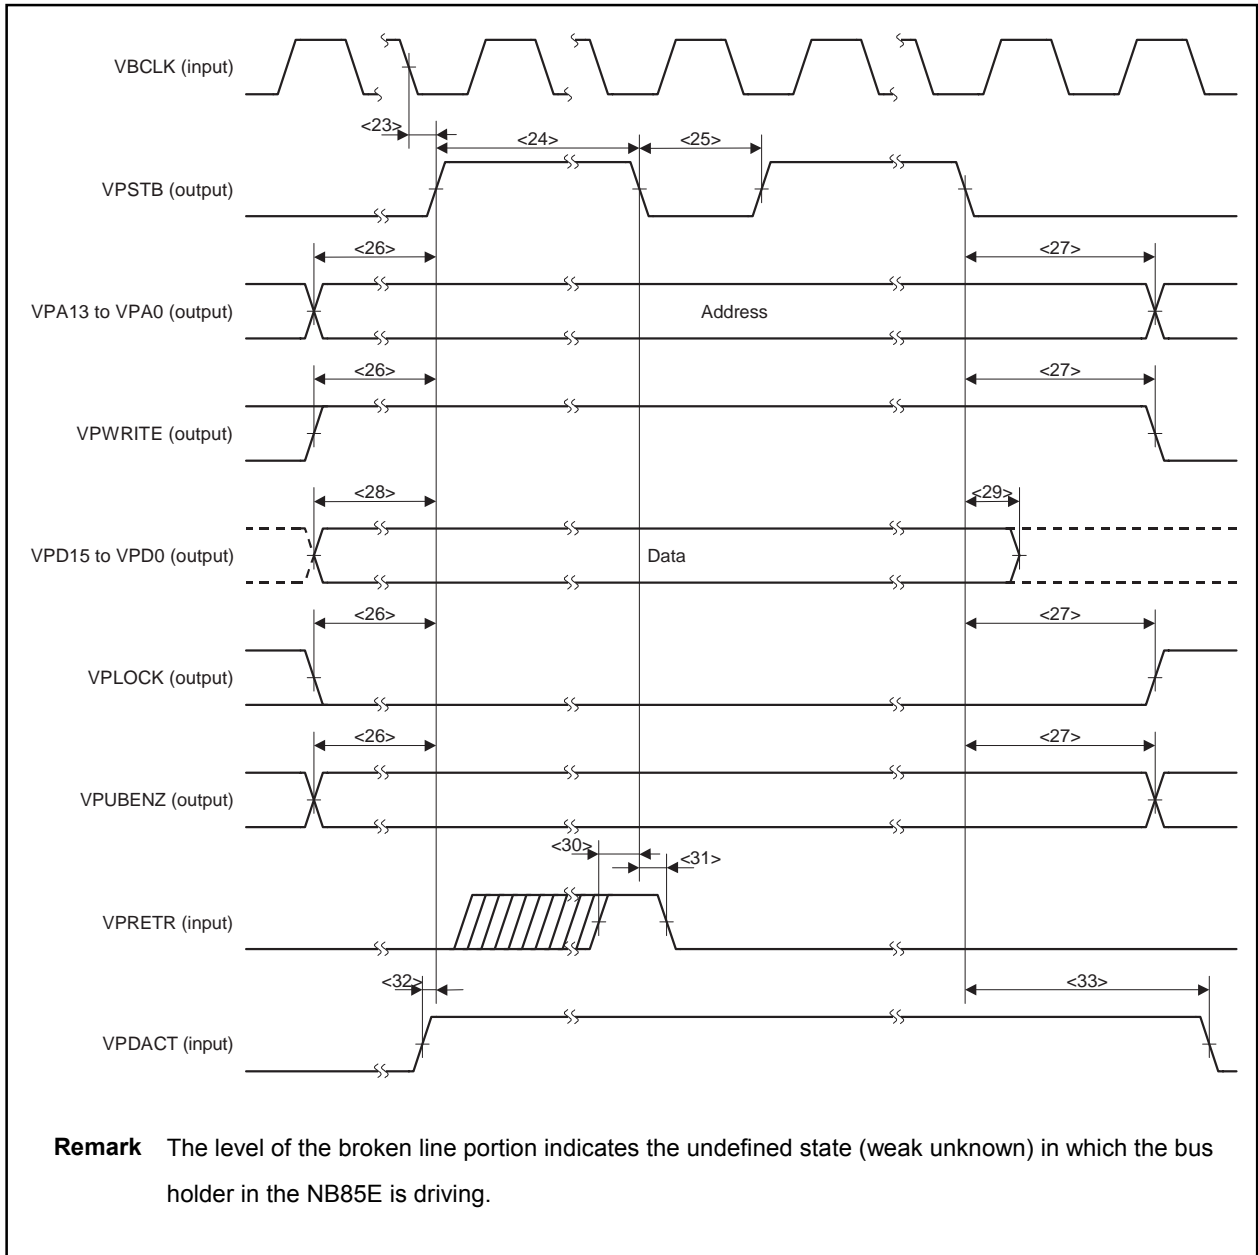 VBCLK (input)
<23>
<24>
<25>
VPSTB (output)
<26>
<27>
VPA13 to VPA0 (output)
Address
<26>
<27>
VPWRITE (output)
<28>
<29>
VPD15 to VPD0 (output)
Data
<26>
<27>
VPLOCK (output)
<26>
<27>
VPUBENZ (output)
<30>
<31>
VPRETR (input)
<32>
<33>
VPDACT (input)
Remark The level of the broken line portion indicates the undefined state (weak unknown) in which the bus
holder in the NB85E is driving.